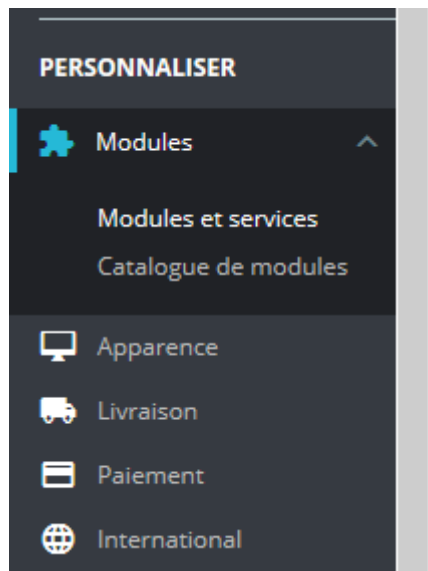 PERSONNALISER
Modules
Modules et services
Catalogue de modules
Apparence
Livraison
Paiement
International